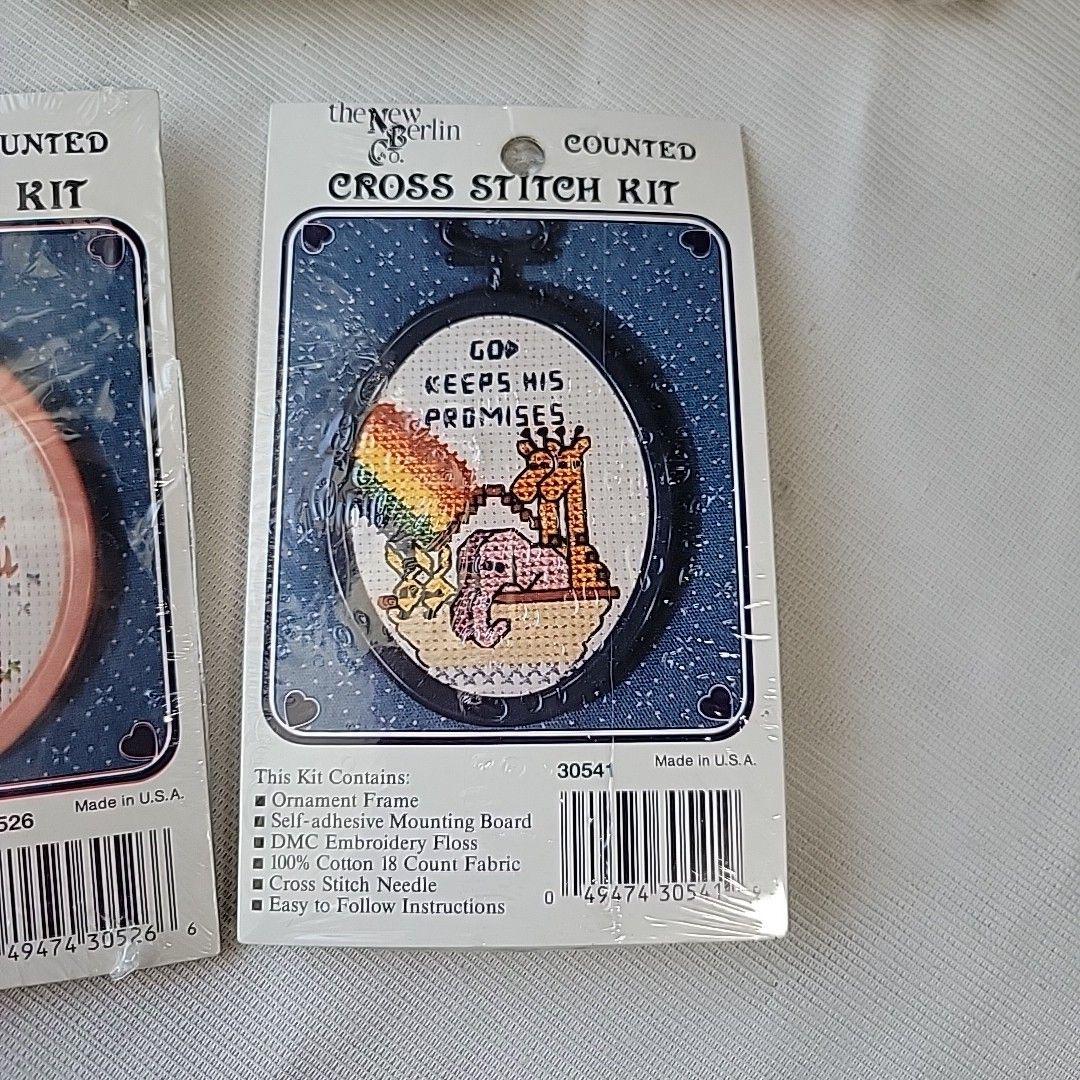 UNTED
KIT
Made in U.S.A.
526
49474 30526 6
the New
Berlin
Co.
COUNTED
CROSS STITCH KIT
GOD
KEEPS HIS
PROMISES
This Kit Contains:
Ornament Frame
Self-adhesive Mounting Board
DMC Embroidery Floss
100% Cotton 18 Count Fabric
Cross Stitch Needle
Easy to Follow Instructions
30541
Made in U.S.A.
0 49474 30541